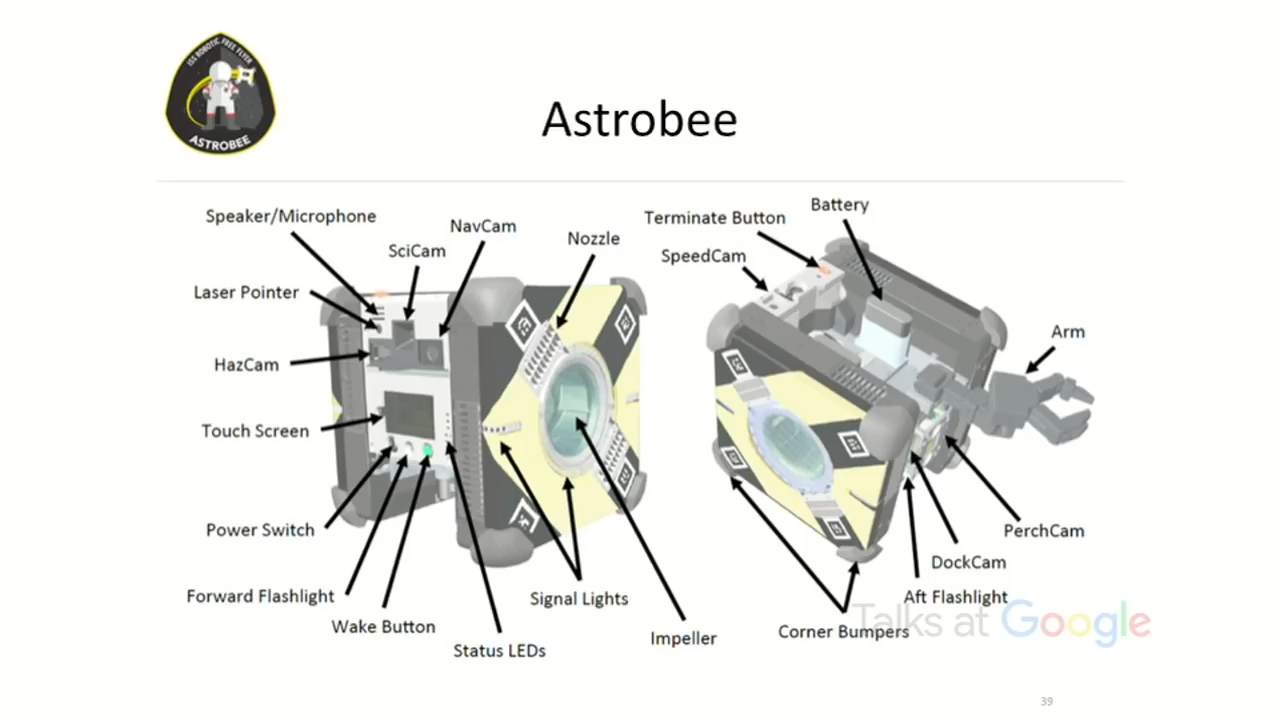 ISS ROBOTIC FREE FLYER
ASTROBEE
Astrobee
Speaker/Microphone
SciCam
NavCam
Nozzle
Laser Pointer
HazCam
Touch Screen
Power Switch
Forward Flashlight
Wake Button
Status LEDs
Signal Lights
Impeller
Terminate Button
Battery
SpeedCam
Arm
PerchCam
DockCam
Aft Flashlight
Corner Bumpers
Talks at Google
39